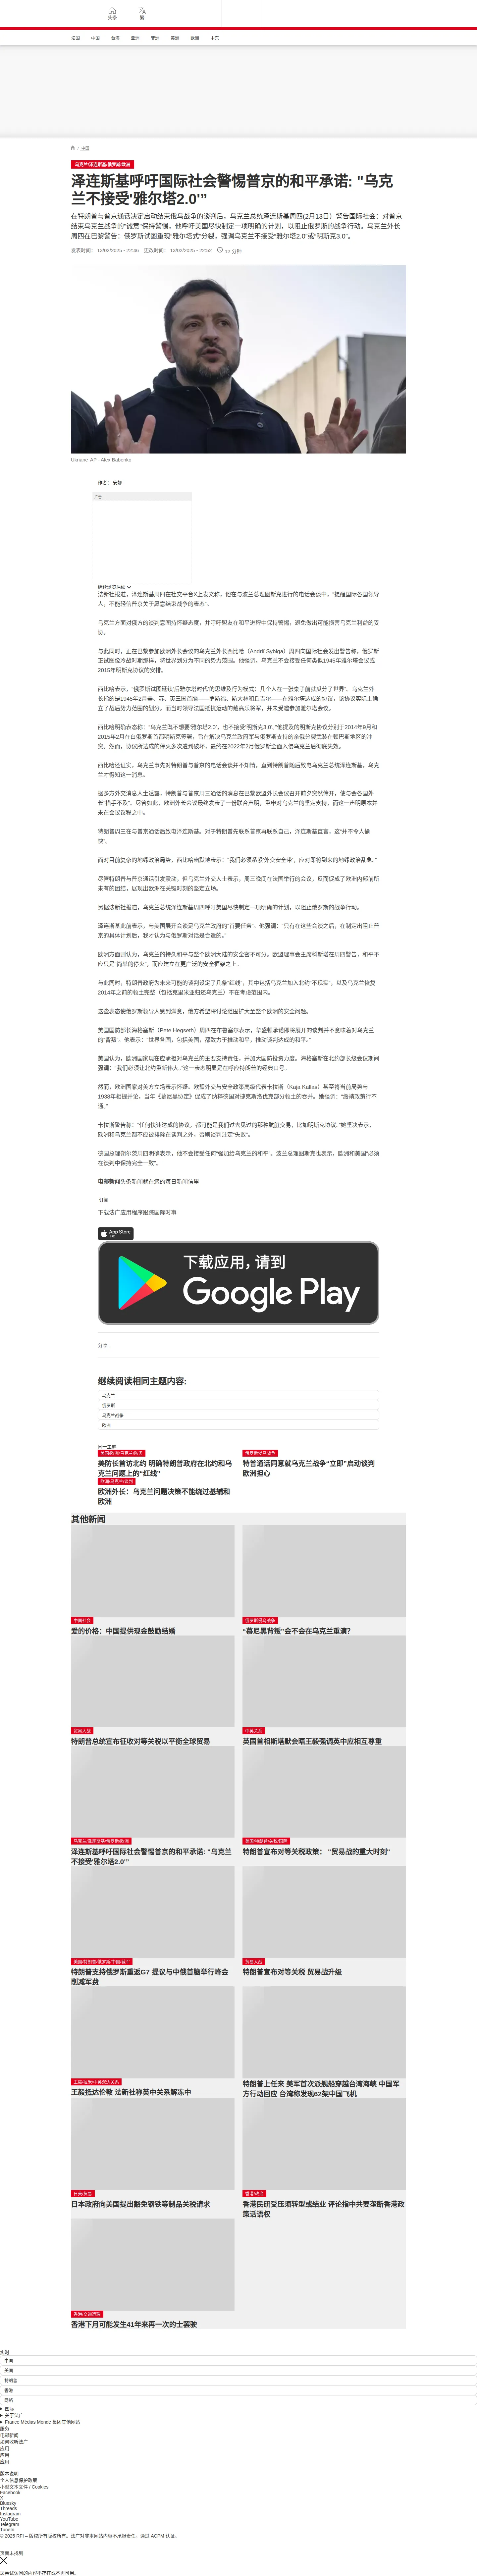 头条
繁
法国
中国
台海
亚洲
非洲
美洲
欧洲
中东
法国
乌克兰/泽连斯基/俄罗斯/欧洲
泽连斯基呼吁国际社会警惕普京的和平承诺: "乌克
兰不接受'雅尔塔2.0'”
在特朗普与普京通话决定启动结束俄乌战争的谈判后，乌克兰总统泽连斯基周四(2月13日）警告国际社会：对普京
结束乌克兰战争的“诚意”保持警惕，他呼吁美国尽快制定一项明确的计划，以阻止俄罗斯的战争行动。乌克兰外长
周四在巴黎警告：俄罗斯试图重现“雅尔塔式”分裂，强调乌克兰不接受“雅尔塔2.0”或“明斯克3.0”。
发表时间： 13/02/2025 - 22:46 更改时间： 13/02/2025 - 22:52 12 分钟
Ukriane AP - Alex Babenko
作者： 安娜
广告
继续浏览后续
法新社报道，泽连斯基周四在社交平台X上发文称，他在与波兰总理图斯克进行的电话会谈中，“提醒国际各国领导
人，不能轻信普京关于愿意结束战争的表态”。
乌克兰方面对俄方的谈判意图持怀疑态度，并呼吁盟友在和平进程中保持警惕，避免做出可能损害乌克兰利益的妥
协。
与此同时，正在巴黎参加欧洲外长会议的乌克兰外长西比哈（Andrii Sybiga）周四向国际社会发出警告称，俄罗斯
正试图像冷战时期那样，将世界划分为不同的势力范围。他强调，乌克兰不会接受任何类似1945年雅尔塔会议或
2015年明斯克协议的安排。
西比哈表示，“俄罗斯试图延续‘后雅尔塔时代’的思维及行为模式：几个人在一张桌子前就瓜分了世界”。乌克兰外
长指的是1945年2月美、苏、英三国首脑——罗斯福、斯大林和丘吉尔——在雅尔塔达成的协议，该协议实际上确
立了战后势力范围的划分，而当时领导法国抵抗运动的戴高乐将军，并未受邀参加雅尔塔会议。
西比哈明确表态称：“乌克兰既不想要‘雅尔塔2.0’，也不接受‘明斯克3.0’。”他提及的明斯克协议分别于2014年9月和
2015年2月在白俄罗斯首都明斯克签署，旨在解决乌克兰政府军与俄罗斯支持的亲俄分裂武装在顿巴斯地区的冲
突。然而，协议所达成的停火多次遭到破坏，最终在2022年2月俄罗斯全面入侵乌克兰后彻底失效。
西比哈还证实，乌克兰事先对特朗普与普京的电话会谈并不知情，直到特朗普随后致电乌克兰总统泽连斯基，乌克
兰才得知这一消息。
据多方外交消息人士透露，特朗普与普京周三通话的消息在巴黎欧盟外长会议召开前夕突然传开，使与会各国外
长“措手不及”。尽管如此，欧洲外长会议最终发表了一份联合声明，重申对乌克兰的坚定支持，而这一声明原本并
未在会议议程之中。
特朗普周三在与普京通话后致电泽连斯基。对于特朗普先联系普京再联系自己，泽连斯基直言，这“并不令人愉
快”。
面对目前复杂的地缘政治局势，西比哈幽默地表示：“我们必须系紧‘外交安全带’，应对即将到来的地缘政治乱象。”
尽管特朗普与普京通话引发震动，但乌克兰外交人士表示，周三晚间在法国举行的会议，反而促成了欧洲内部前所
未有的团结，展现出欧洲在关键时刻的坚定立场。
另据法新社报道，乌克兰总统泽连斯基周四呼吁美国尽快制定一项明确的计划，以阻止俄罗斯的战争行动。
泽连斯基此前表示，与美国展开会谈是乌克兰政府的“首要任务”。他强调：“只有在这些会谈之后，在制定出阻止普
京的具体计划后，我才认为与俄罗斯对话是合适的。”
欧洲方面则认为，乌克兰的持久和平与整个欧洲大陆的安全密不可分。欧盟理事会主席科斯塔在周四警告，和平不
应只是“简单的停火”，而应建立在更广泛的安全框架之上。
与此同时，特朗普政府为未来可能的谈判设定了几条“红线”，其中包括乌克兰加入北约“不现实”，以及乌克兰恢复
2014年之前的领土完整（包括克里米亚归还乌克兰）不在考虑范围内。
这些表态使俄罗斯领导人感到满意，俄方希望将讨论范围扩大至整个欧洲的安全问题。
美国国防部长海格塞斯（Pete Hegseth）周四在布鲁塞尔表示，华盛顿承诺即将展开的谈判并不意味着对乌克兰
的“背叛”。他表示：“世界各国，包括美国，都致力于推动和平，推动谈判达成的和平。”
美国认为，欧洲国家现在应承担对乌克兰的主要支持责任，并加大国防投资力度。海格塞斯在北约部长级会议期间
强调：“我们必须让北约重新伟大。”这一表态明显是在呼应特朗普的经典口号。
然而，欧洲国家对美方立场表示怀疑。欧盟外交与安全政策高级代表卡拉斯（Kaja Kallas）甚至将当前局势与
1938年相提并论，当年《慕尼黑协定》促成了纳粹德国对捷克斯洛伐克部分领土的吞并。她强调：“绥靖政策行不
通。”
卡拉斯警告称：“任何快速达成的协议，都可能是我们过去见过的那种肮脏交易，比如明斯克协议。”她坚决表示，
欧洲和乌克兰都不应被排除在谈判之外，否则谈判注定“失败”。
德国总理朔尔茨周四明确表示，他不会接受任何“强加给乌克兰的和平”。波兰总理图斯克也表示，欧洲和美国“必须
在谈判中保持完全一致”。
电邮新闻头条新闻就在您的每日新闻信里
订阅
下载法广应用程序跟踪国际时事
App Store
下载应用，请到
Google Play
分享 :
继续阅读相同主题内容:
乌克兰
俄罗斯
乌克兰战争
欧洲
同一主题
美国/欧洲/乌克兰/防务
美防长首访北约 明确特朗普政府在北约和乌
克兰问题上的“红线”
俄罗斯侵乌战争
特普通话同意就乌克兰战争“立即”启动谈判
欧洲担心
欧洲/乌克兰/谈判
欧洲外长：乌克兰问题决策不能绕过基辅和
欧洲
其他新闻
中国社会
爱的价格：中国提供现金鼓励结婚
俄罗斯侵乌战争
“慕尼黑背叛”会不会在乌克兰重演？
贸易大战
特朗普总统宣布征收对等关税以平衡全球贸易
中英关系
英国首相斯塔默会晤王毅强调英中应相互尊重
乌克兰/泽连斯基/俄罗斯/欧洲
泽连斯基呼吁国际社会警惕普京的和平承诺: "乌克兰
不接受'雅尔塔2.0'”
美国/特朗普/关税/国际
特朗普宣布对等关税政策： "贸易战的重大时刻"
美国/特朗普/俄罗斯/中国/裁军
特朗普支持俄罗斯重返G7 提议与中俄首脑举行峰会
削减军费
贸易大战
特朗普宣布对等关税 贸易战升级
王毅/拉米/中英双边关系
王毅抵达伦敦 法新社称英中关系解冻中
特朗普上任来 美军首次派舰船穿越台湾海峡 中国军
方行动回应 台湾称发现62架中国飞机
日美/贸易
日本政府向美国提出豁免钢铁等制品关税请求
香港/政治
香港民研受压须转型或结业 评论指中共要垄断香港政
策话语权
香港/交通运输
香港下月可能发生41年来再一次的士罢驶
实时
中国
美国
特朗普
香港
网络
国际
关于法广
France Médias Monde 集团其他网站
服务
电邮新闻
如何收听法广
应用
应用
应用
版本说明
个人信息保护政策
小型文本文件 / Cookies
Facebook
X
Bluesky
Threads
Instagram
YouTube
Telegram
TuneIn
© 2025 RFI – 版权所有版权所有。法广对非本网站内容不承担责任。通过 ACPM 认证。
页面未找到
您尝试访问的内容不存在或不再可用。